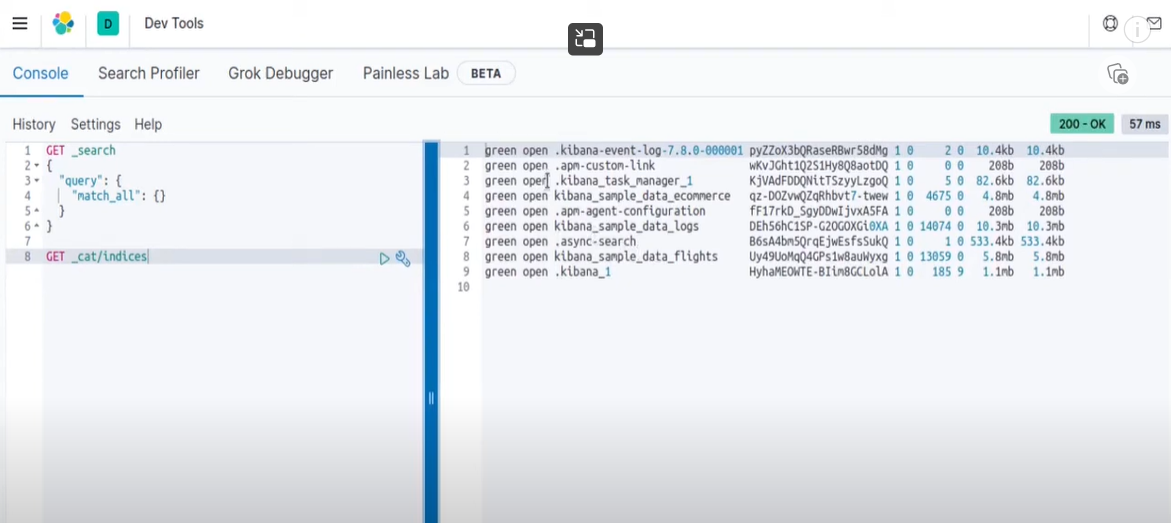 D Dev Tools
Console Search Profiler Grok Debugger Painless Lab BETA
History Settings Help 200 - OK 57 ms
1 GET _search
2 {
3 "query": {
4 "match_all": {}
5 }
6 }
7
8 GET _cat/indices
1 green open .kibana-event-log-7.8.0-000001 pyZZoX3bQRaseRBwr58dMg 1 0 2 0 10.4kb 10.4kb
2 green open .apm-custom-link wKvJGht1Q2S1Hy8Q8aotDQ 1 0 0 0 208b 208b
3 green open .kibana_task_manager_1 KjVAdFDDQNitTSzyyLzgoQ 1 0 5 0 82.6kb 82.6kb
4 green open kibana_sample_data_ecommerce qz-DOZvwQZqRhbvt7-twew 1 0 4675 0 4.8mb 4.8mb
5 green open .apm-agent-configuration fF17rkD_SgyDDwIjvxA5FA 1 0 0 0 208b 208b
6 green open kibana_sample_data_logs DEh56hC1SP-G2OGOXGi0XA 1 0 14074 0 10.3mb 10.3mb
7 green open .async-search B6sA4bm5QrqEjwEsfsSukQ 1 0 1 0 533.4kb 533.4kb
8 green open kibana_sample_data_flights Uy49UoMqQ4GPs1w8auWyxg 1 0 13059 0 5.8mb 5.8mb
9 green open .kibana_1 HyhaMEOWTE-BIim8GCLolA 1 0 185 9 1.1mb 1.1mb
10